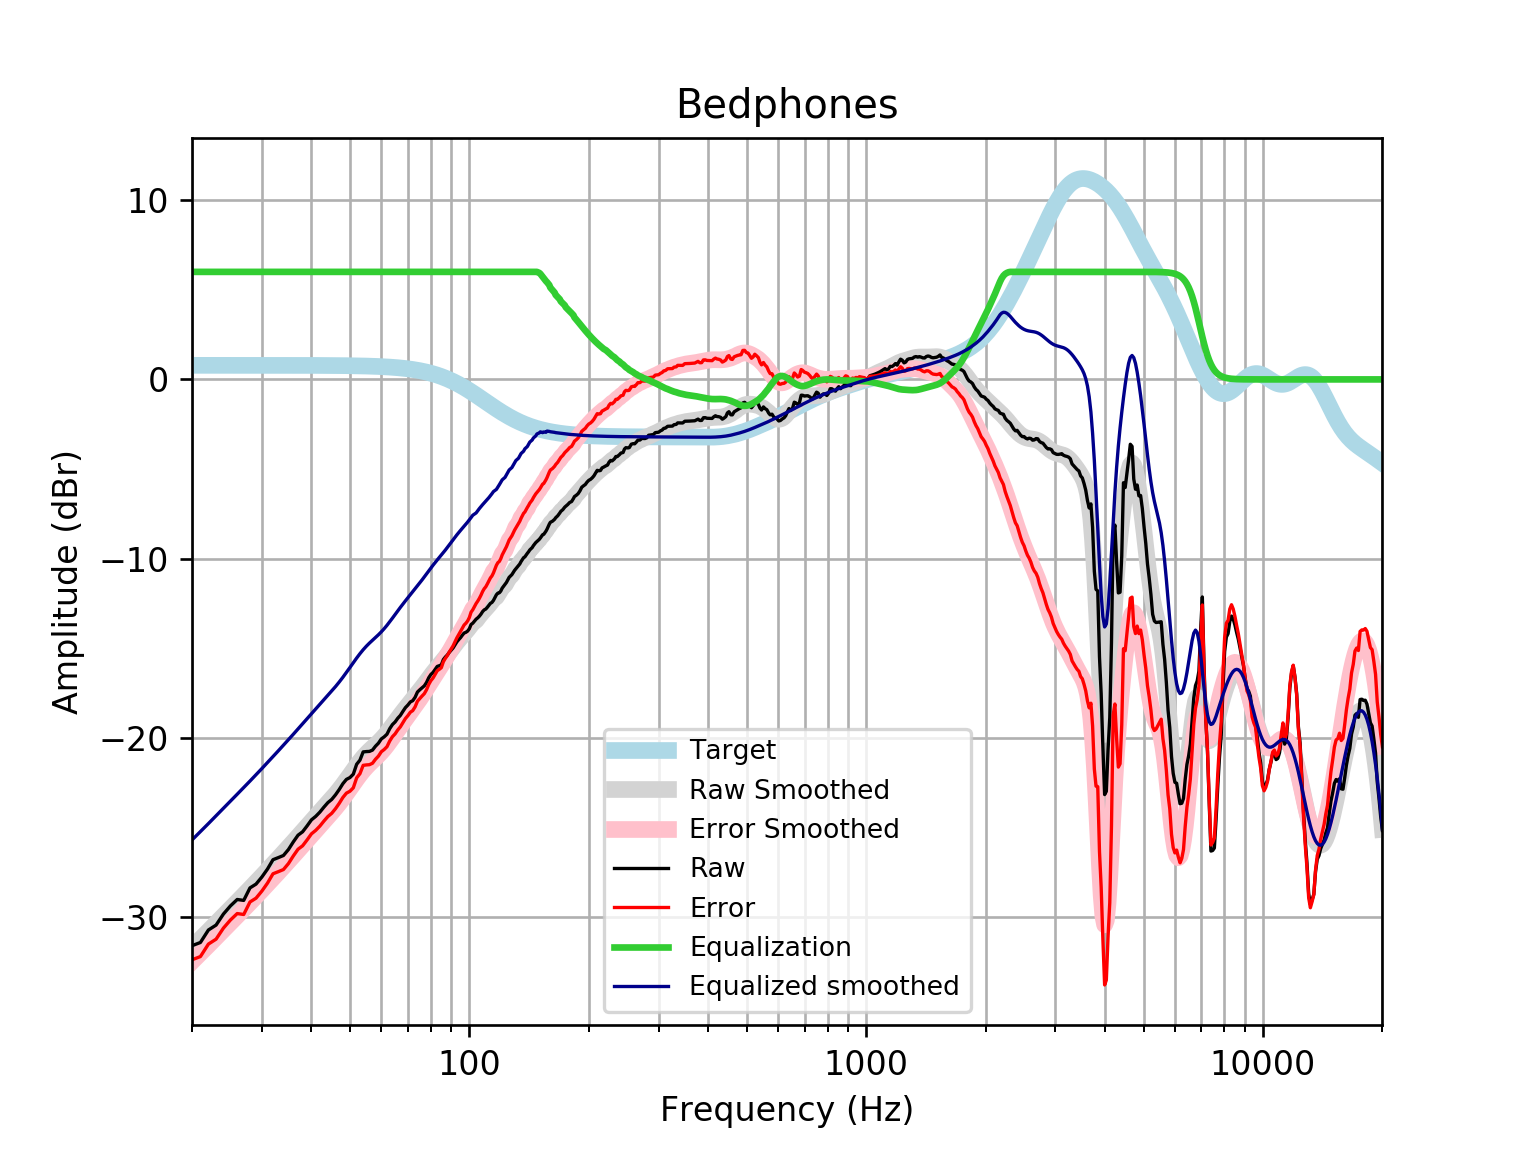 Bedphones
10
0
−10
−20
−30
Amplitude (dBr)
Target
Raw Smoothed
Error Smoothed
Raw
Error
Equalization
Equalized smoothed
100
1000
10000
Frequency (Hz)